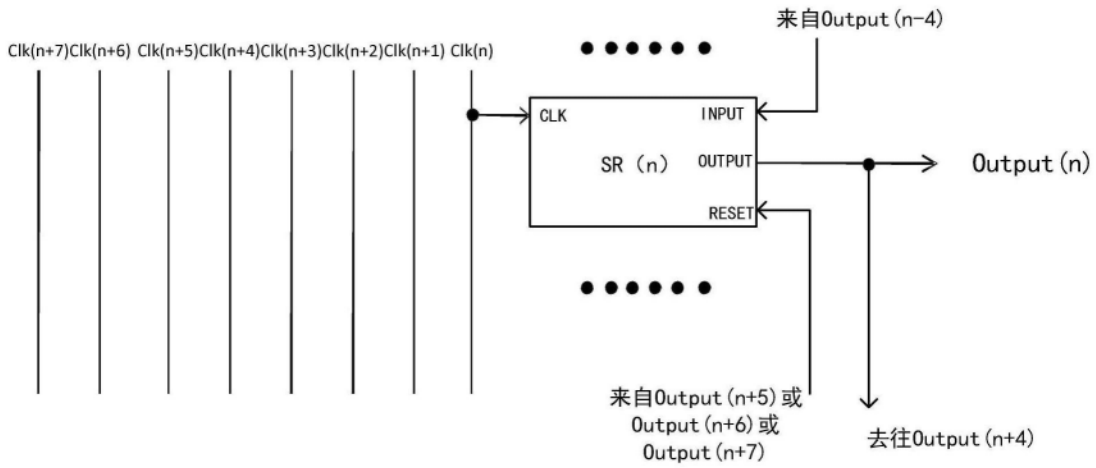 来自Output(n-4)
Clk(n+7)Clk(n+6) Clk(n+5)Clk(n+4)Clk(n+3)Clk(n+2)Clk(n+1) Clk(n)
CLK
INPUT
SR (n)
OUTPUT
Output(n)
RESET
来自Output(n+5)或
Output(n+6)或
Output(n+7)
去往Output(n+4)